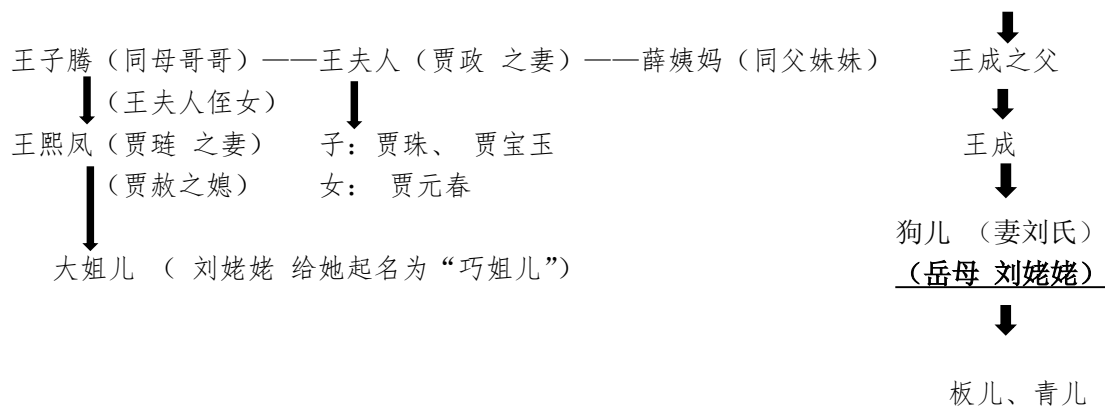 王子腾（同母哥哥）——王夫人（贾政 之妻）——薛姨妈（同父妹妹） 王成之父
（王夫人侄女）
王熙凤（贾琏 之妻） 子：贾珠、 贾宝玉 王成
（贾赦之媳） 女： 贾元春
狗儿 （妻刘氏）
大姐儿 （ 刘姥姥 给她起名为“巧姐儿”） （岳母 刘姥姥）
板儿、青儿